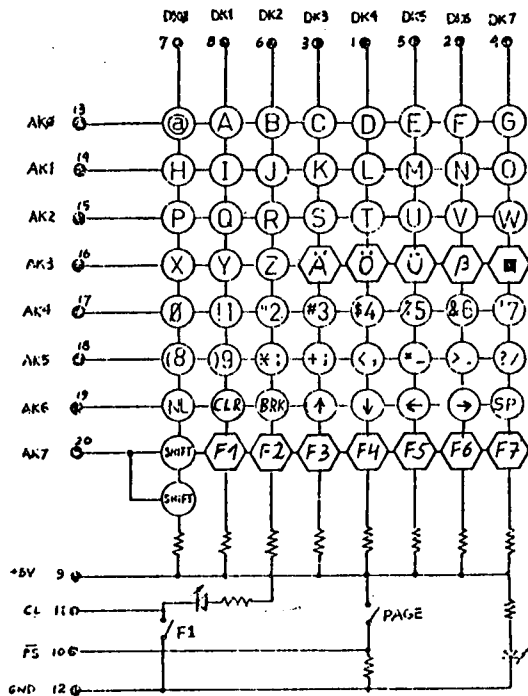 DK0 DK1 DK2 DK3 DK4 DK5 DK6 DK7
7 8 6 3 1 5 2 4
AKØ 13 @ A B C D E F G
AK1 14 H I J K L M N O
AK2 15 P Q R S T U V W
AK3 16 X Y Z Ä Ö Ü β
AK4 17 Ø !1 "2 #3 $4 %5 &6 '7
AK5 18 (8 )9 *: +; <, >. ?/
AK6 19 NL CLR BRK ↑ ↓ ← → SP
AK7 20 SHIFT F1 F2 F3 F4 F5 F6 F7
SHIFT
+5V 9
CL 11
F1
PAGE
PS 10
GND 12